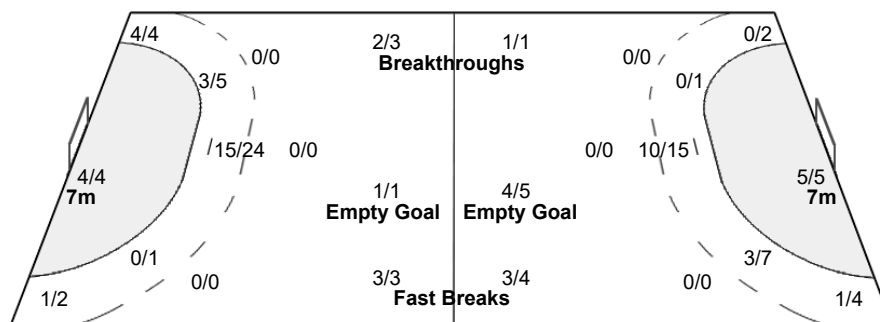 4/4 2/3 1/1 0/2
0/0 Breakthroughs 0/0
3/5 0/1
15/24 0/0 0/0 10/15
4/4 1/1 4/5 5/5
7m Empty Goal Empty Goal 7m
0/1 3/7
0/0 3/3 3/4 0/0
1/2 Fast Breaks 1/4